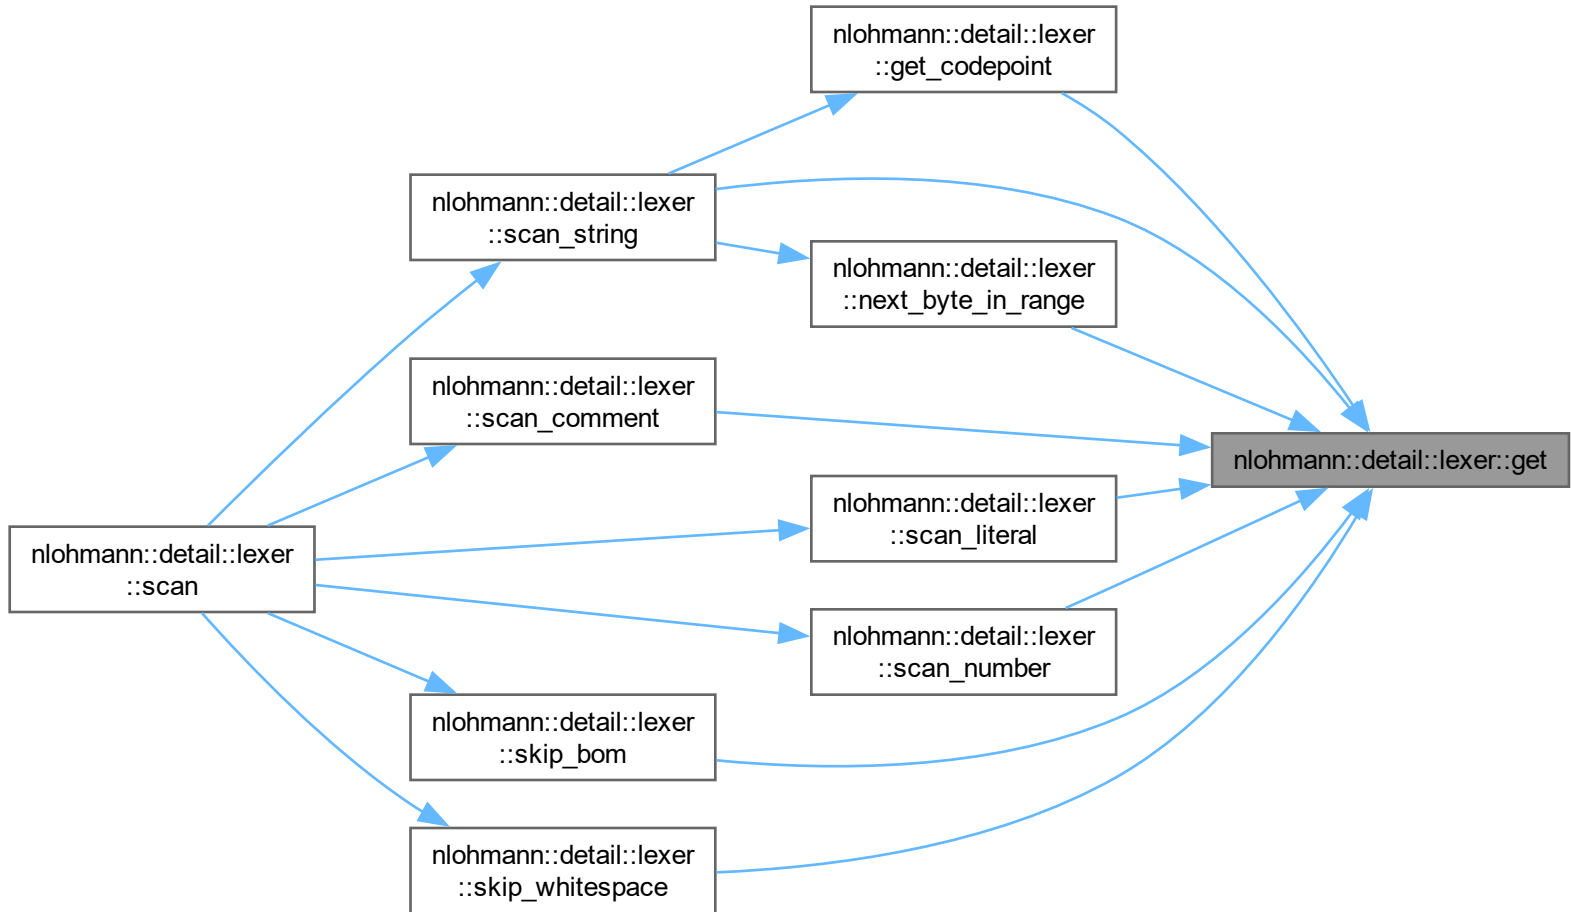 nlohmann::detail::lexer
::get_codepoint
nlohmann::detail::lexer
::scan_string
nlohmann::detail::lexer
::next_byte_in_range
nlohmann::detail::lexer
::scan_comment
nlohmann::detail::lexer::get
nlohmann::detail::lexer
::scan_literal
nlohmann::detail::lexer
::scan
nlohmann::detail::lexer
::scan_number
nlohmann::detail::lexer
::skip_bom
nlohmann::detail::lexer
::skip_whitespace